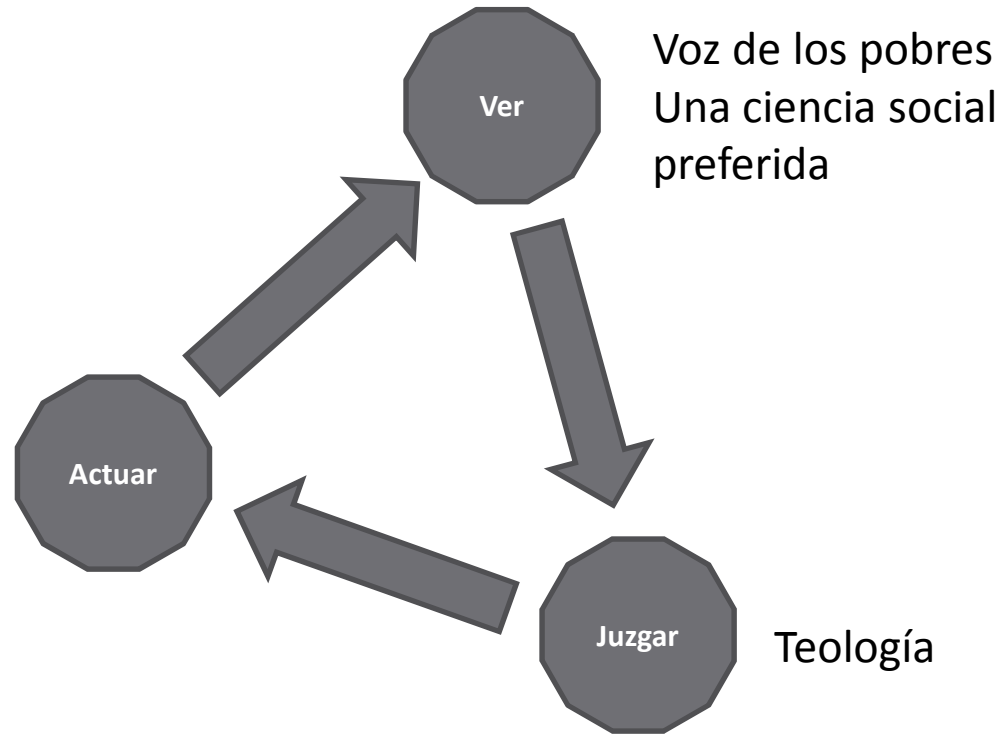 Ver
Voz de los pobres
Una ciencia social
preferida
Actuar
Juzgar
Teología